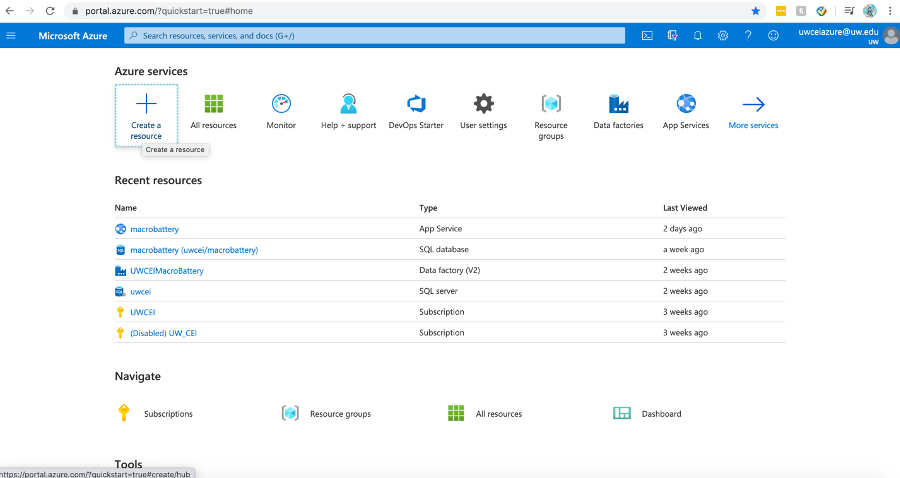 portal.azure.com/?quickstart=true#home
Microsoft Azure
Search resources, services, and docs (G+/)
uwceiazure@uw.edu
UW
Azure services
Create a resource
All resources
Monitor
Help + support
DevOps Starter
User settings
Resource groups
Data factories
App Services
More services
Create a resource
Recent resources
Name Type Last Viewed
macrobattery App Service 2 days ago
SQL macrobattery (uwcei/macrobattery) SQL database a week ago
UWCEIMacroBattery Data factory (V2) 2 weeks ago
SQL uwcei SQL server 2 weeks ago
UWCEI Subscription 3 weeks ago
(Disabled) UW_CEI Subscription 3 weeks ago
Navigate
Subscriptions Resource groups All resources Dashboard
Tools
https://portal.azure.com/?quickstart=true#create/hub